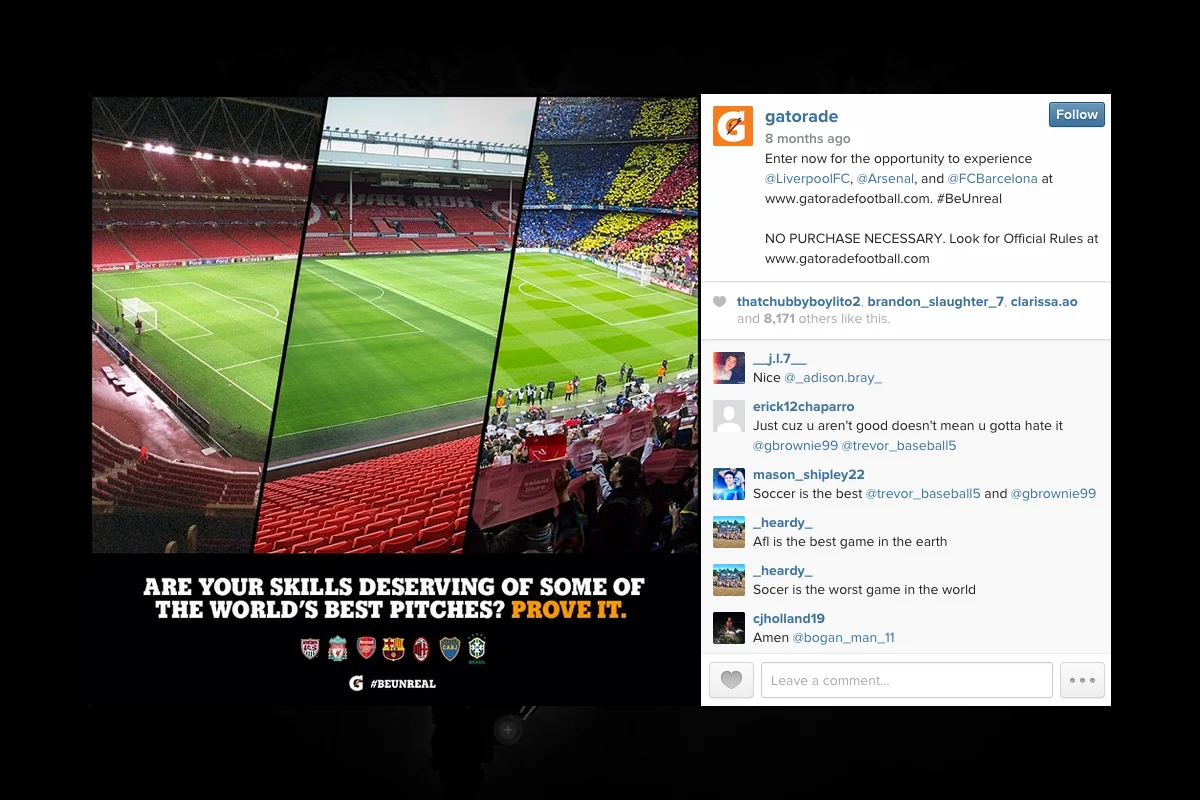 ARE YOUR SKILLS DESERVING OF SOME OF
THE WORLD'S BEST PITCHES? PROVE IT.
BRASIL
G #BEUNREAL
gatorade
Follow
8 months ago
Enter now for the opportunity to experience
@LiverpoolFC, @Arsenal, and @FCBarcelona at
www.gatoradefootball.com. #BeUnreal
NO PURCHASE NECESSARY. Look for Official Rules at
www.gatoradefootball.com
thatchubbyboylito2, brandon_slaughter_7, clarissa.ao
and 8,171 others like this.
__j.l.7__
Nice @_adison.bray_
erick12chaparro
Just cuz u aren't good doesn't mean u gotta hate it
@gbrownie99 @trevor_baseball5
mason_shipley22
Soccer is the best @trevor_baseball5 and @gbrownie99
_heardy_
Afl is the best game in the earth
_heardy_
Socer is the worst game in the world
cjholland19
Amen @bogan_man_11
Leave a comment...